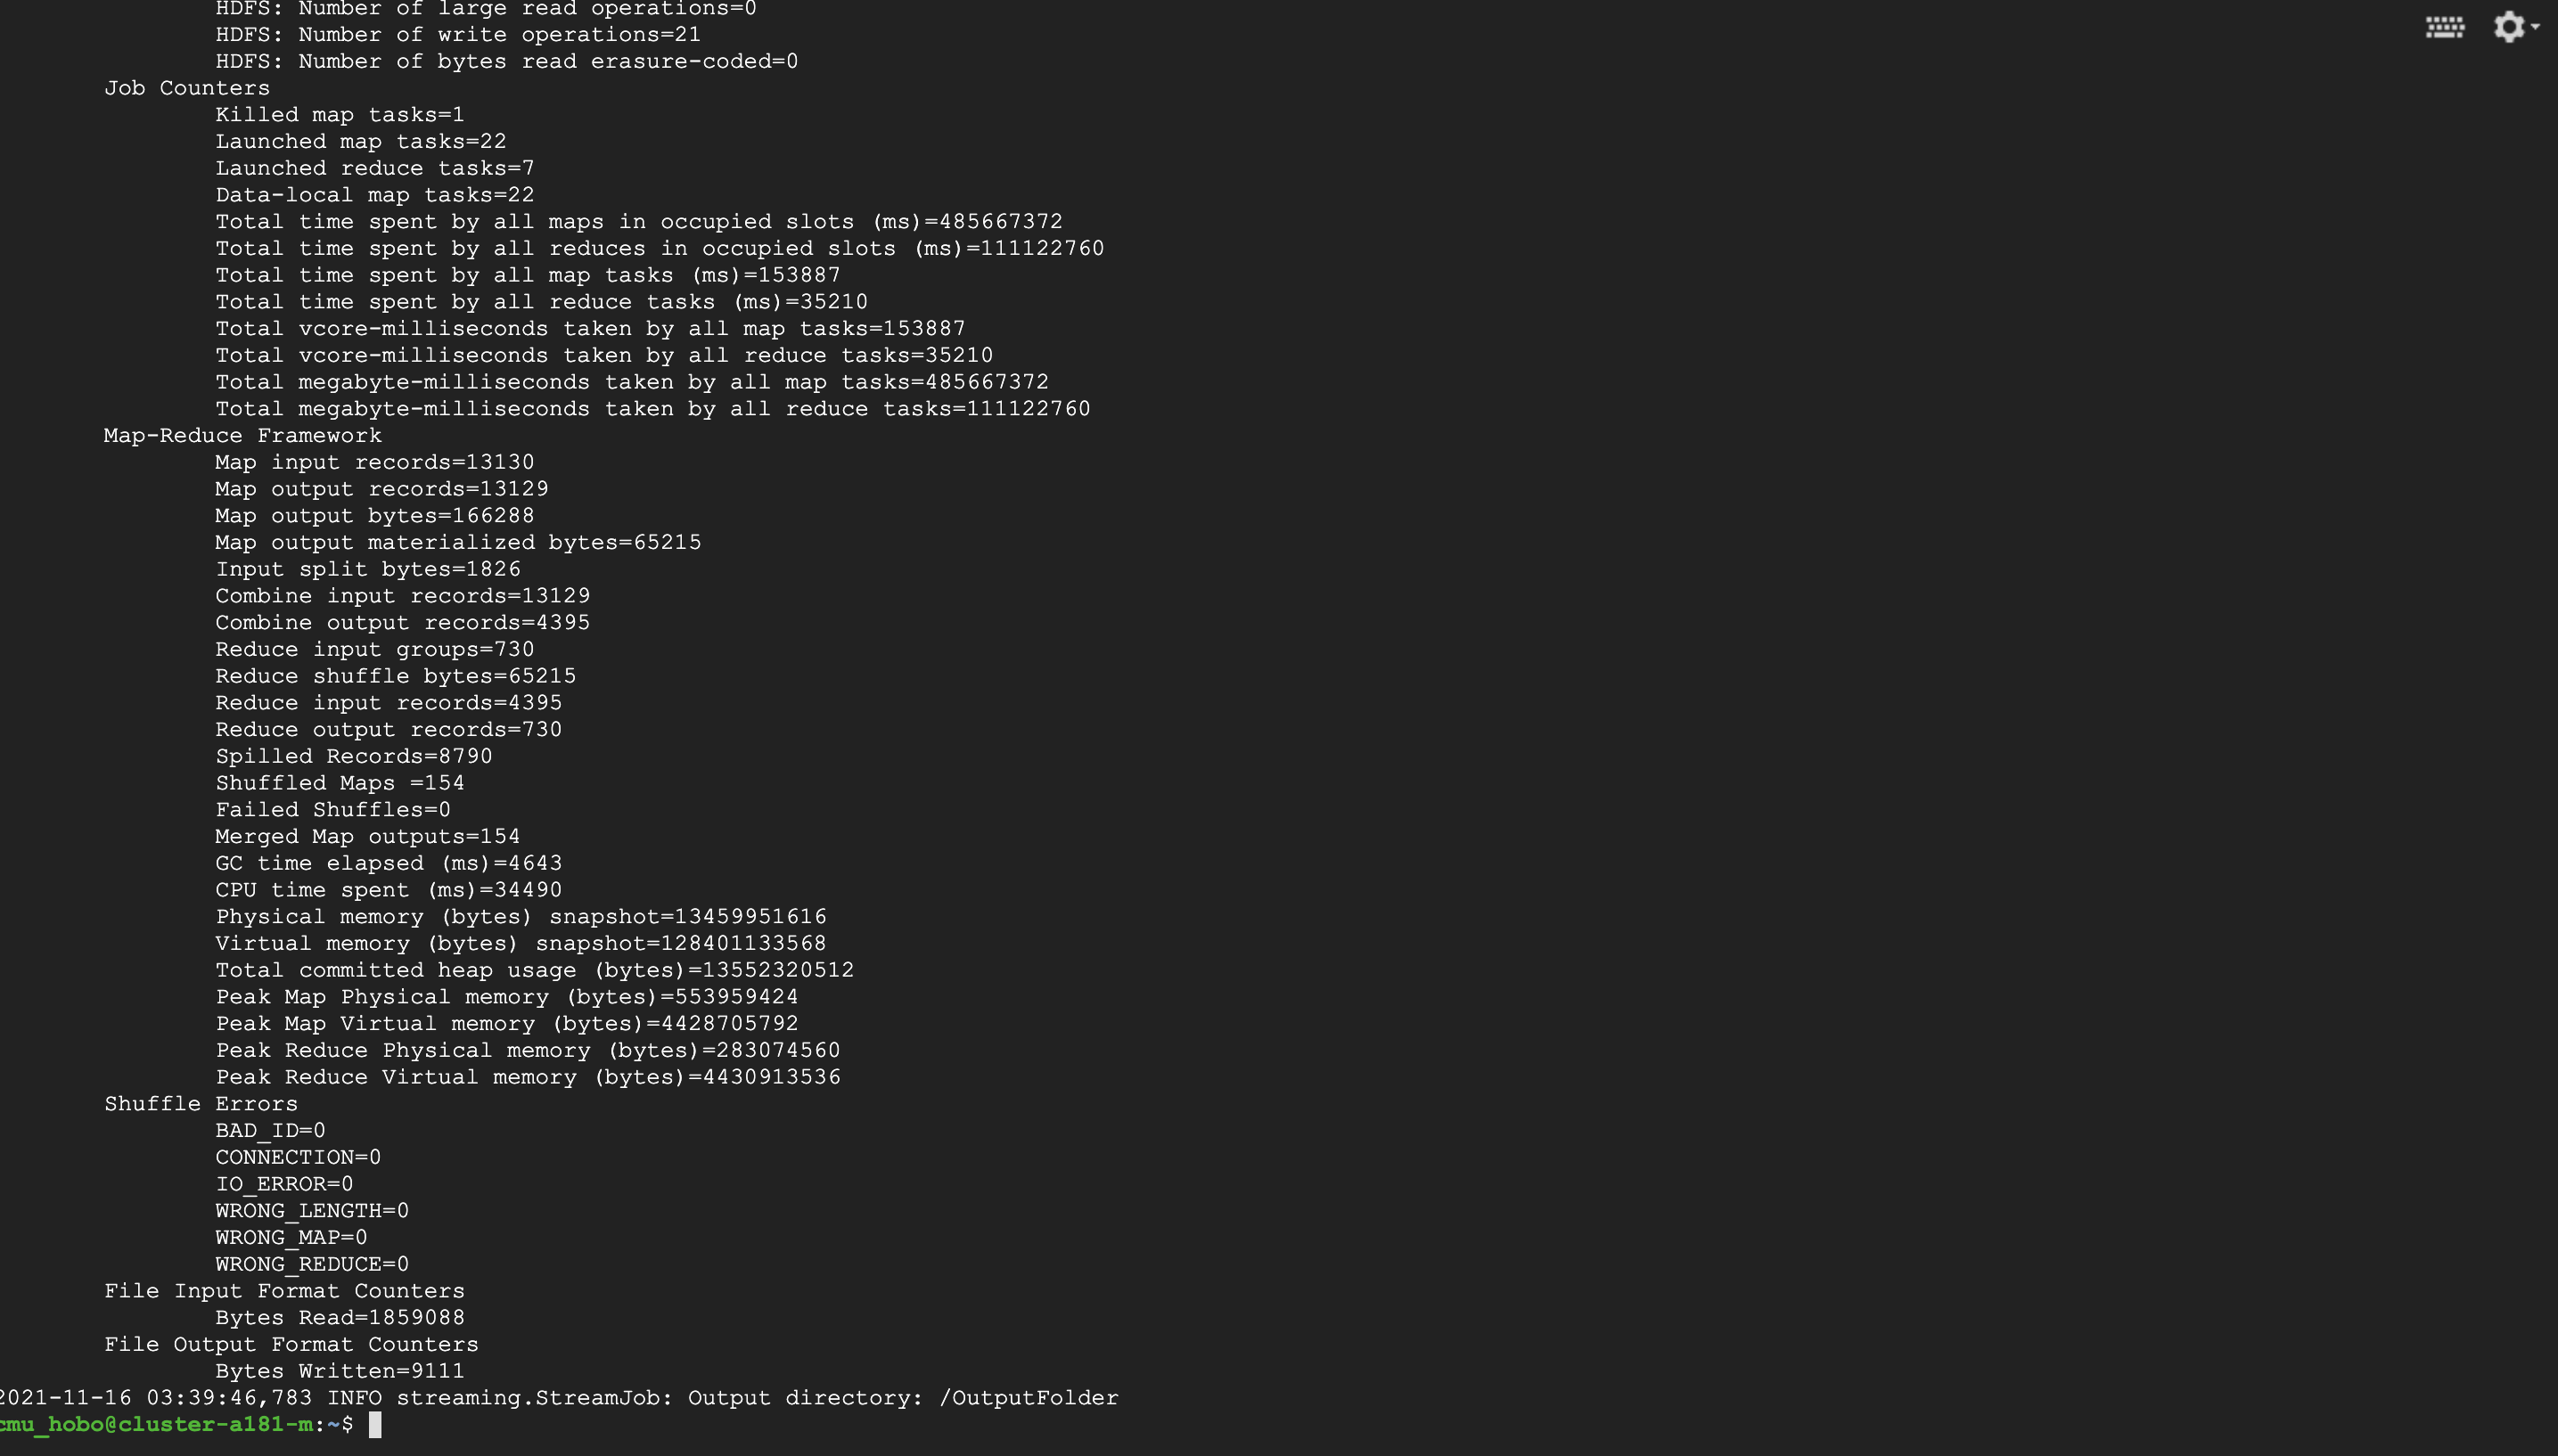 HDFS: Number of large read operations=0
HDFS: Number of write operations=21
HDFS: Number of bytes read erasure-coded=0
Job Counters
Killed map tasks=1
Launched map tasks=22
Launched reduce tasks=7
Data-local map tasks=22
Total time spent by all maps in occupied slots (ms)=485667372
Total time spent by all reduces in occupied slots (ms)=111122760
Total time spent by all map tasks (ms)=153887
Total time spent by all reduce tasks (ms)=35210
Total vcore-milliseconds taken by all map tasks=153887
Total vcore-milliseconds taken by all reduce tasks=35210
Total megabyte-milliseconds taken by all map tasks=485667372
Total megabyte-milliseconds taken by all reduce tasks=111122760
Map-Reduce Framework
Map input records=13130
Map output records=13129
Map output bytes=166288
Map output materialized bytes=65215
Input split bytes=1826
Combine input records=13129
Combine output records=4395
Reduce input groups=730
Reduce shuffle bytes=65215
Reduce input records=4395
Reduce output records=730
Spilled Records=8790
Shuffled Maps =154
Failed Shuffles=0
Merged Map outputs=154
GC time elapsed (ms)=4643
CPU time spent (ms)=34490
Physical memory (bytes) snapshot=13459951616
Virtual memory (bytes) snapshot=128401133568
Total committed heap usage (bytes)=13552320512
Peak Map Physical memory (bytes)=553959424
Peak Map Virtual memory (bytes)=4428705792
Peak Reduce Physical memory (bytes)=283074560
Peak Reduce Virtual memory (bytes)=4430913536
Shuffle Errors
BAD_ID=0
CONNECTION=0
IO_ERROR=0
WRONG_LENGTH=0
WRONG_MAP=0
WRONG_REDUCE=0
File Input Format Counters
Bytes Read=1859088
File Output Format Counters
Bytes Written=9111
2021-11-16 03:39:46,783 INFO streaming.StreamJob: Output directory: /OutputFolder
cmu_hobo@cluster-a181-m:~$